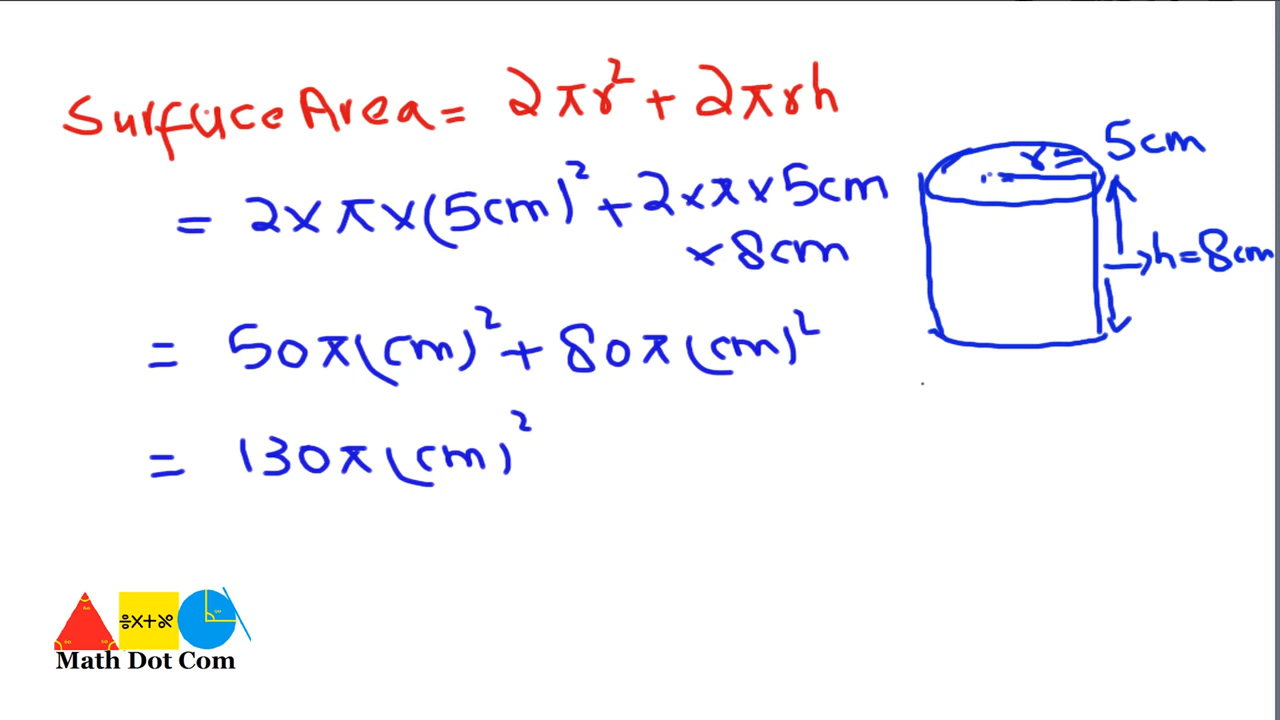 Surface Area = 2πr² + 2πrh
= 2×π×(5cm)² + 2×π×5cm
×8cm
r = 5cm
h=8cm
= 50π(cm)² + 80π(cm)²
= 130π(cm)²
÷×+%
Math Dot Com